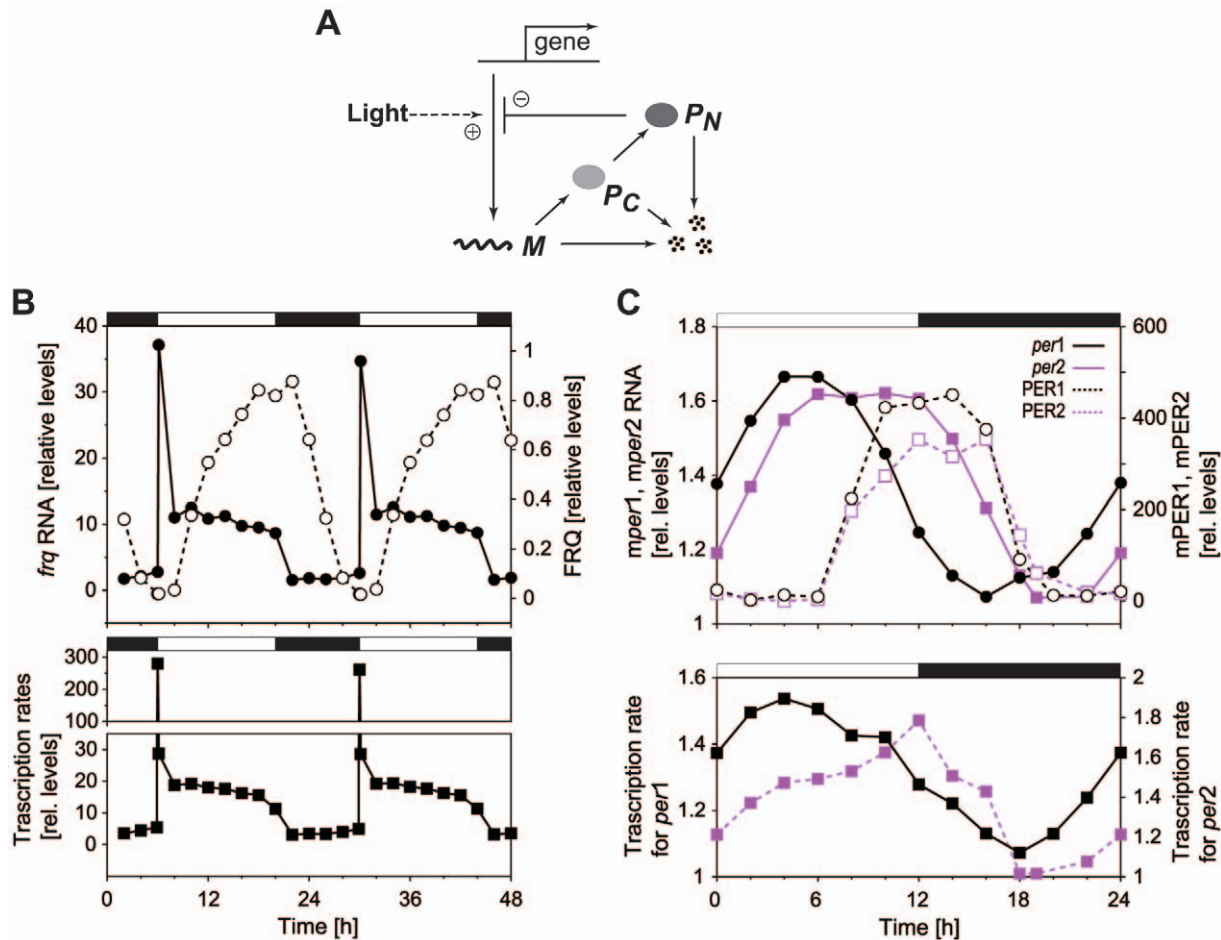 A
gene
Light
⊖
⊕
P_N
P_C
M
B
40
30
20
10
0
frq RNA [relative levels]
1
0.8
0.6
0.4
0.2
0
FRQ [relative levels]
300
200
100
30
20
10
0
Trascription rates
[rel. levels]
0 12 24 36 48
Time [h]
C
1.8
1.6
1.4
1.2
1
mper1, mper2 RNA
[rel. levels]
per1
per2
PER1
PER2
600
400
200
0
mPER1, mPER2
[rel. levels]
1.6
1.4
1.2
1
Trascription rate
for per1
2
1.8
1.6
1.4
1.2
1
Trascription rate
for per2
0 6 12 18 24
Time [h]